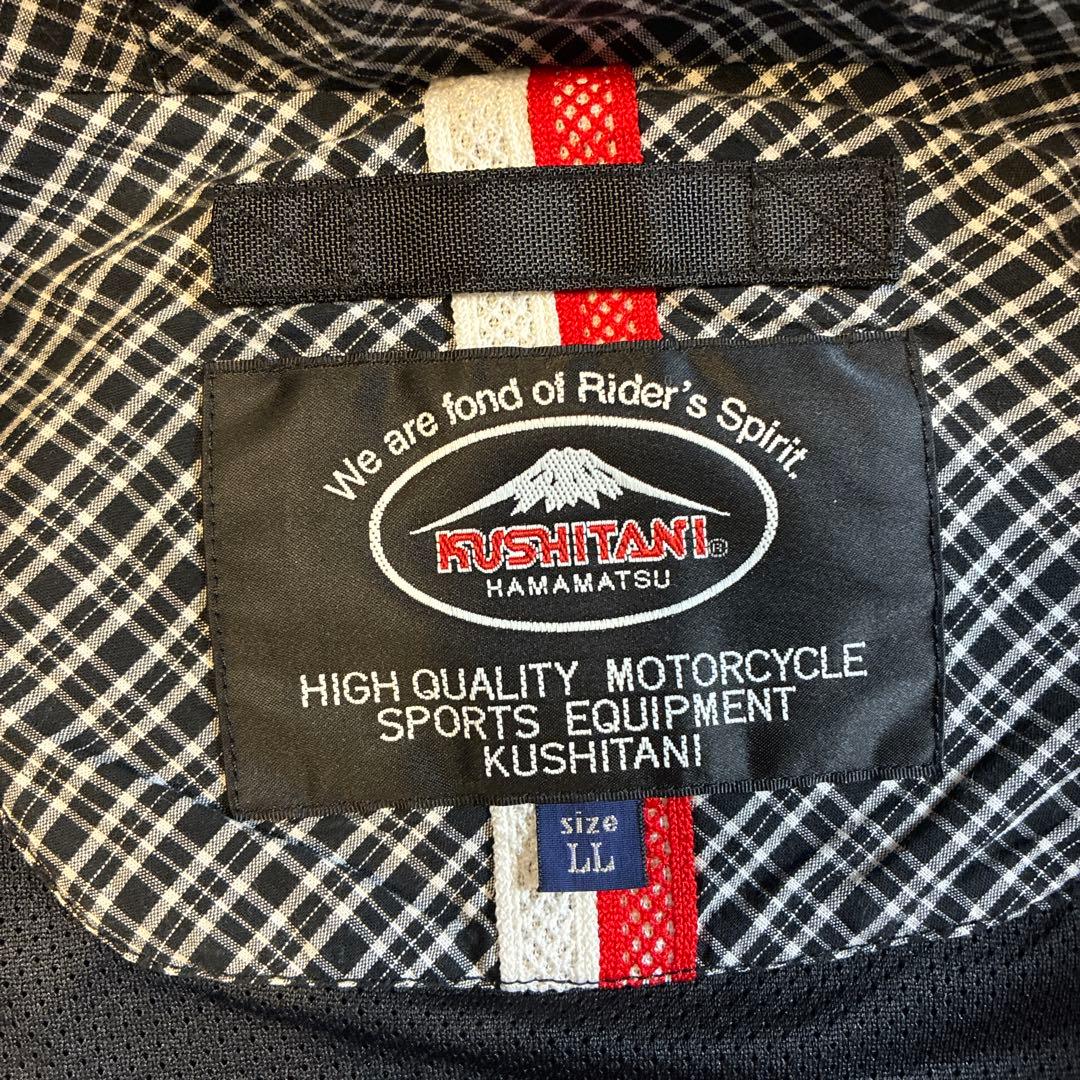 We are fond of Rider's Spirit.
KUSHITANI®
HAMAMATSU
HIGH QUALITY MOTORCYCLE
SPORTS EQUIPMENT
KUSHITANI
size
LL